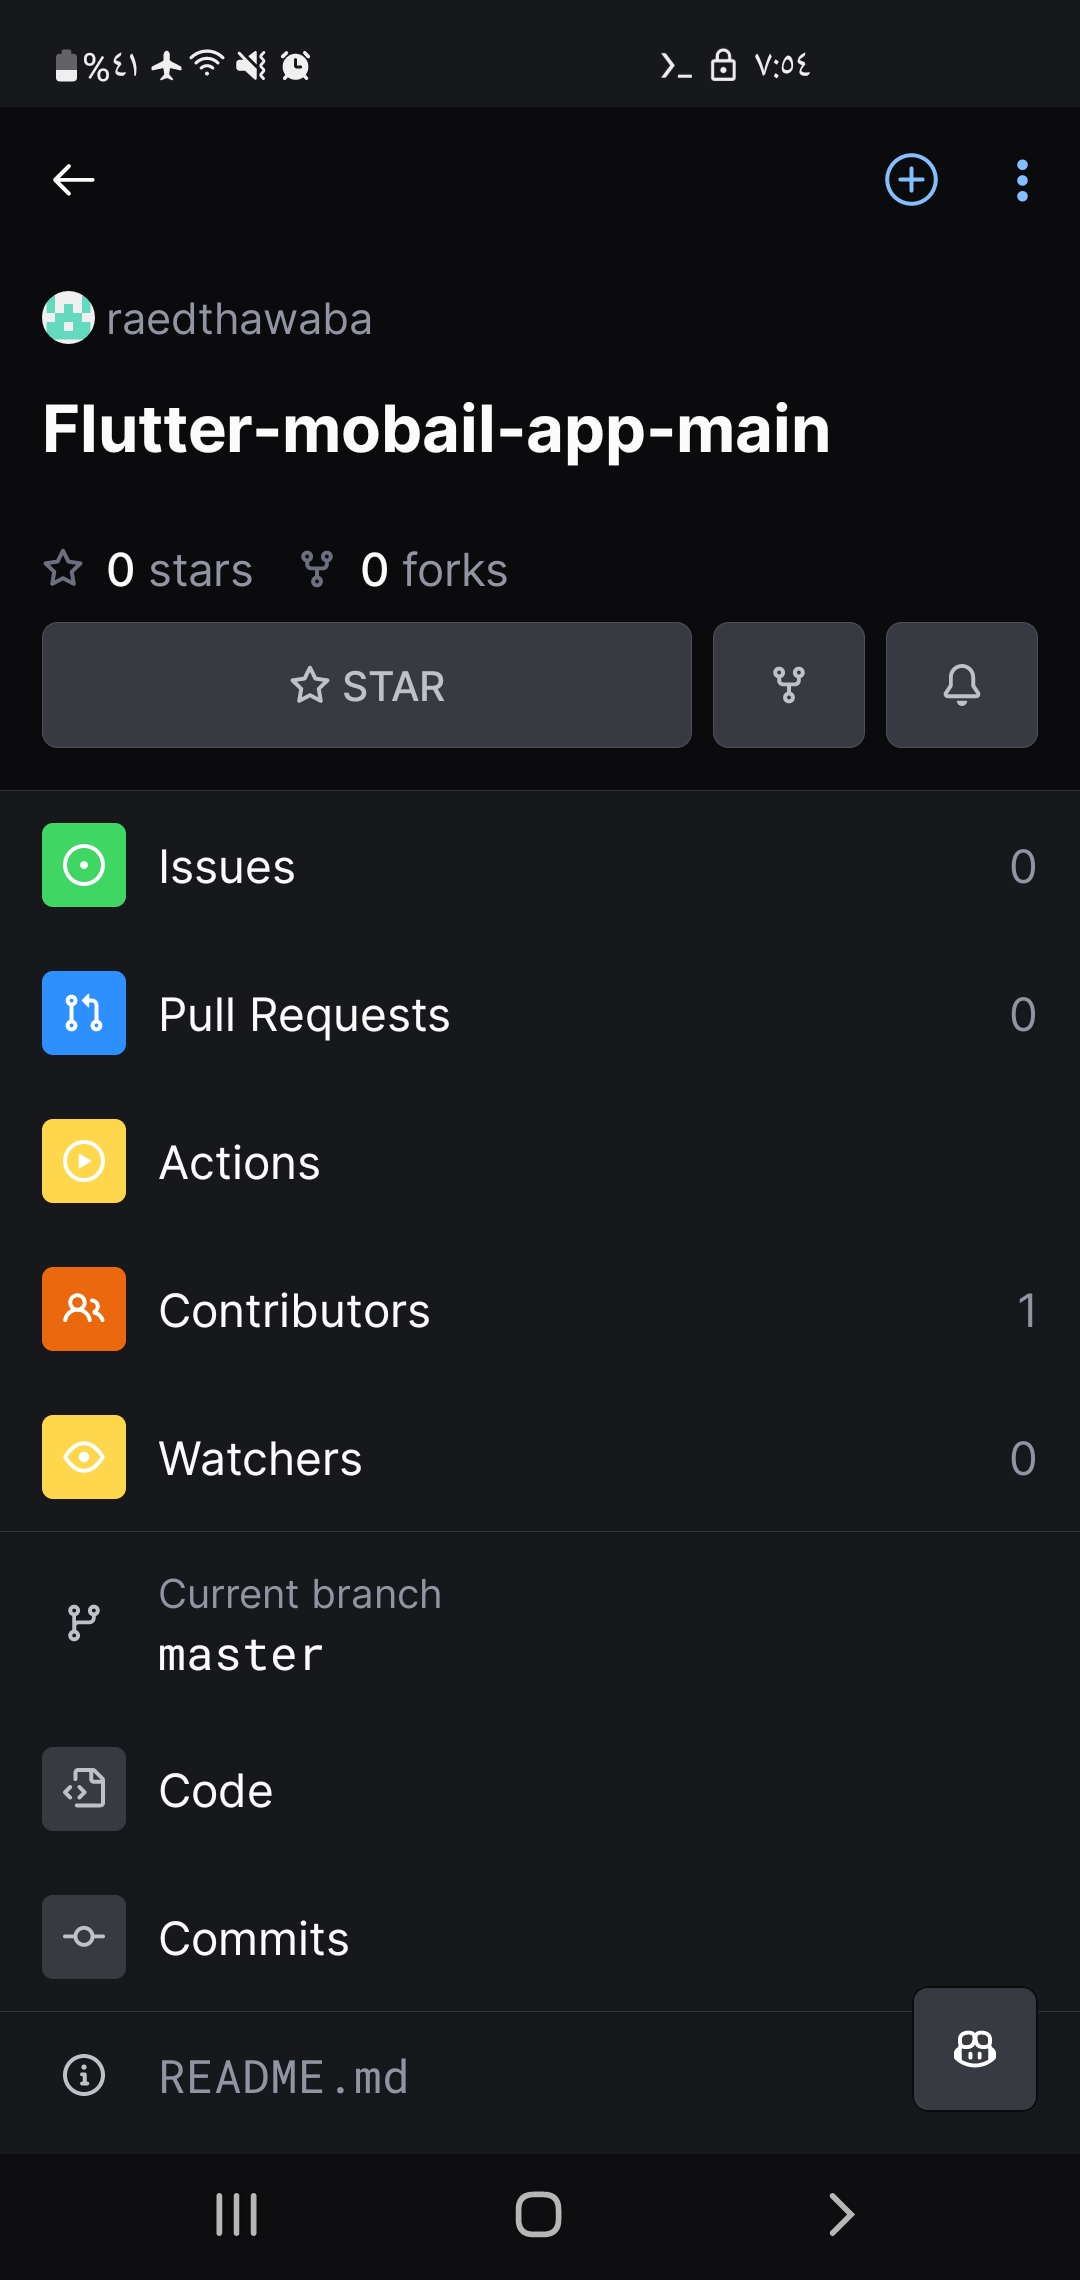 %٤١
٧:٥٤
raedthawaba
Flutter-mobail-app-main
0 stars 0 forks
STAR
Issues 0
Pull Requests 0
Actions
Contributors 1
Watchers 0
Current branch
master
Code
Commits
README.md